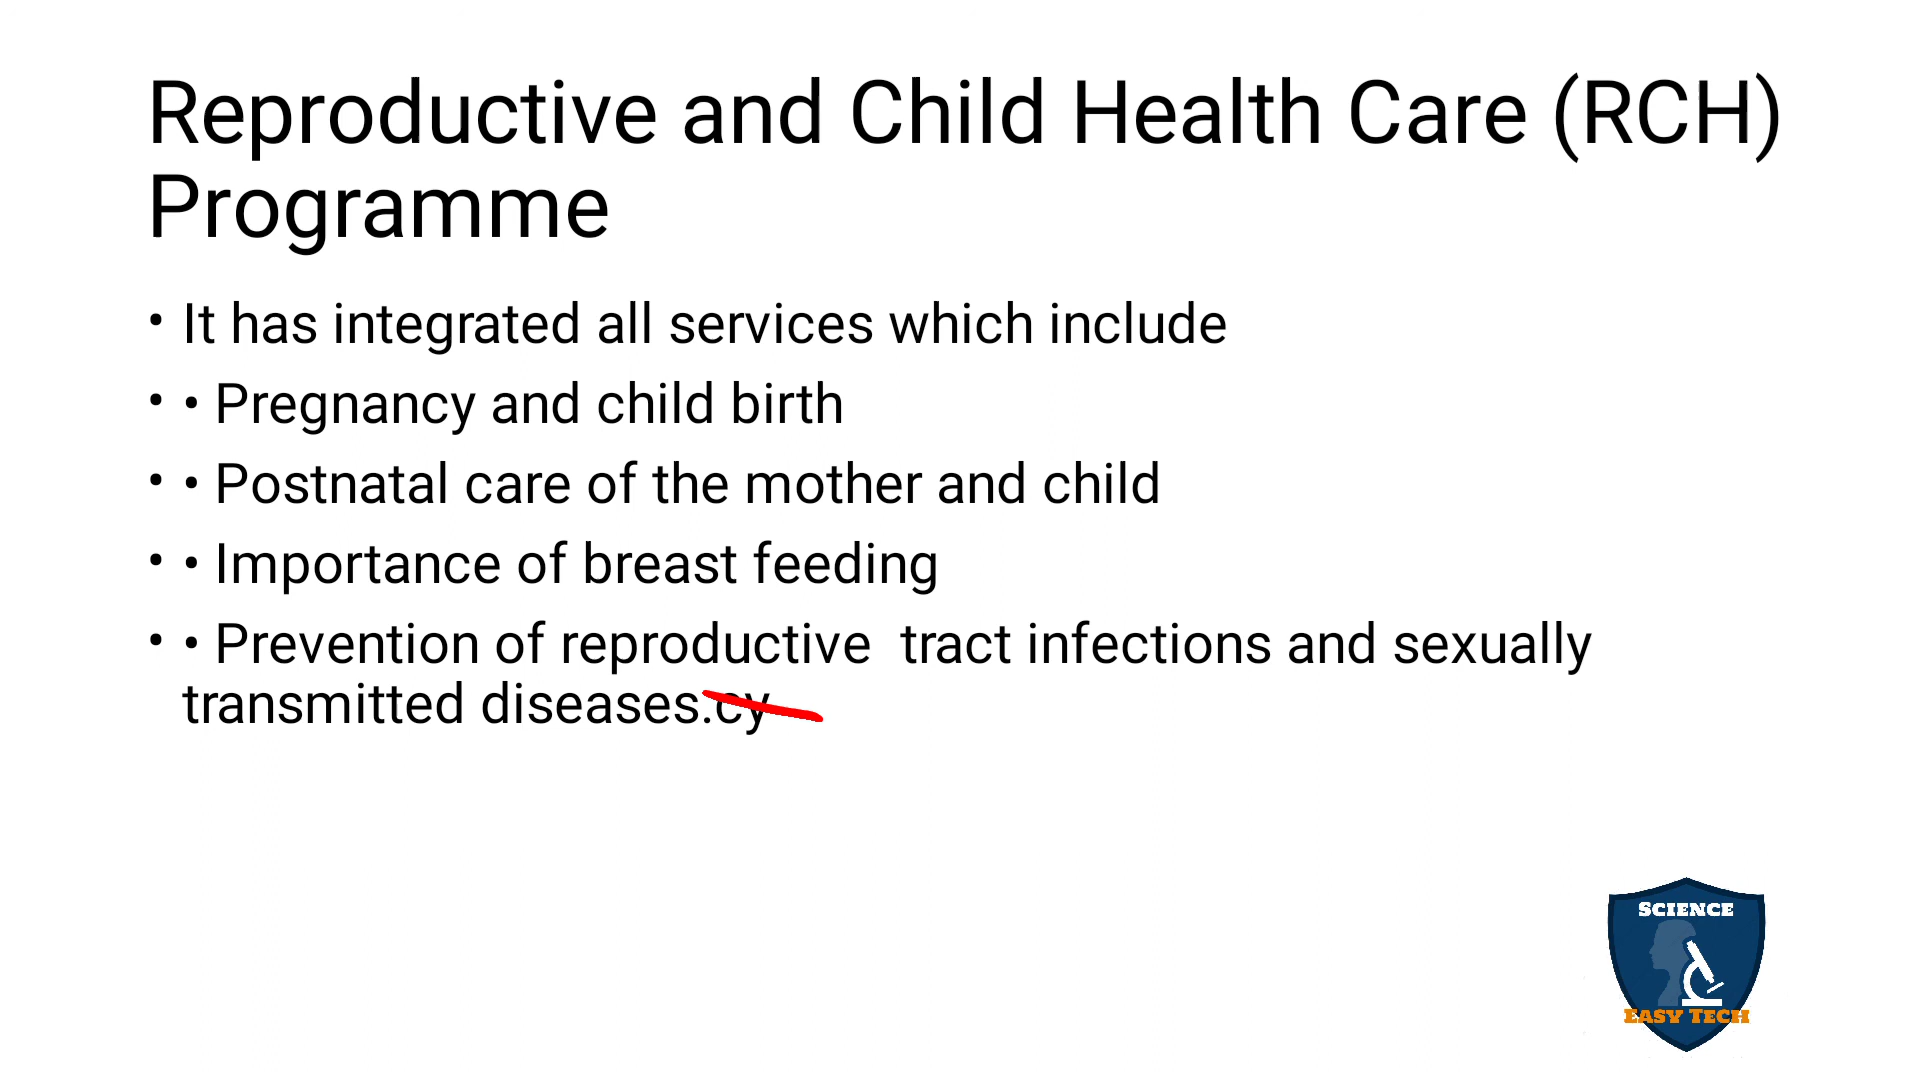 Reproductive and Child Health Care (RCH)
Programme
• It has integrated all services which include
• • Pregnancy and child birth
• • Postnatal care of the mother and child
• • Importance of breast feeding
• • Prevention of reproductive  tract infections and sexually
transmitted diseases.cy
SCIENCE
EASY TECH